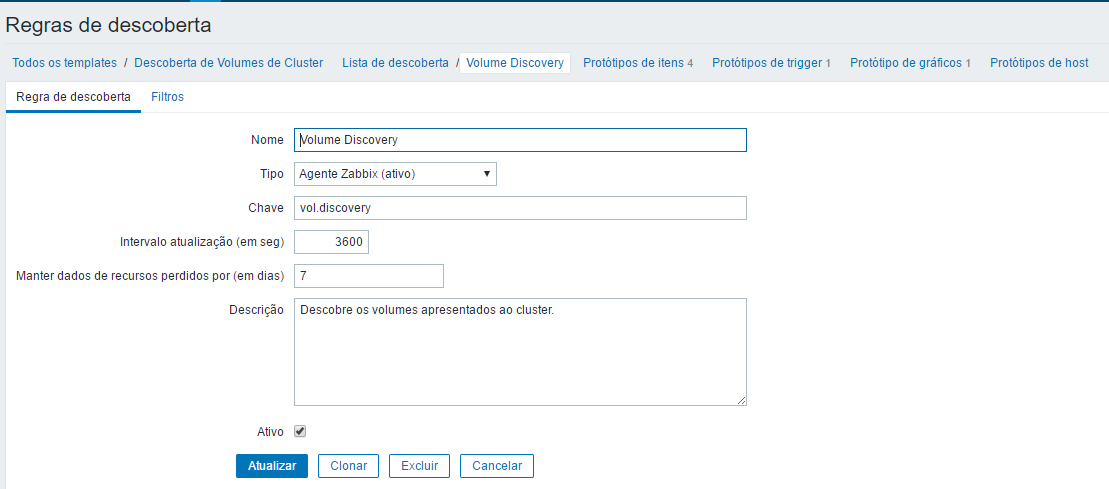 Regras de descoberta
Todos os templates / Descoberta de Volumes de Cluster Lista de descoberta / Volume Discovery Protótipos de itens 4 Protótipos de trigger 1 Protótipo de gráficos 1 Protótipos de host
Regra de descoberta Filtros
Nome Volume Discovery
Tipo Agente Zabbix (ativo)
Chave vol.discovery
Intervalo atualização (em seg) 3600
Manter dados de recursos perdidos por (em dias) 7
Descrição Descobre os volumes apresentados ao cluster.
Ativo
Atualizar Clonar Excluir Cancelar